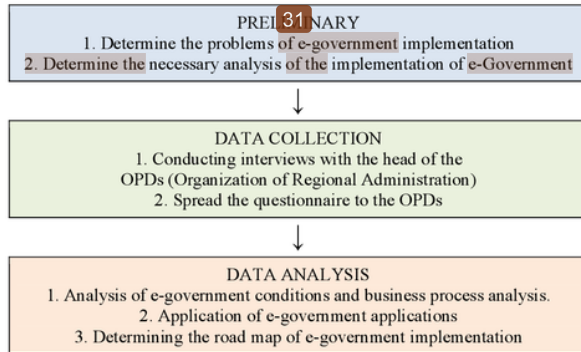 31
PRELIMINARY
1. Determine the problems of e-government implementation
2. Determine the necessary analysis of the implementation of e-Government
DATA COLLECTION
1. Conducting interviews with the head of the
OPDs (Organization of Regional Administration)
2. Spread the questionnaire to the OPDs
DATA ANALYSIS
1. Analysis of e-government conditions and business process analysis.
2. Application of e-government applications
3. Determining the road map of e-government implementation